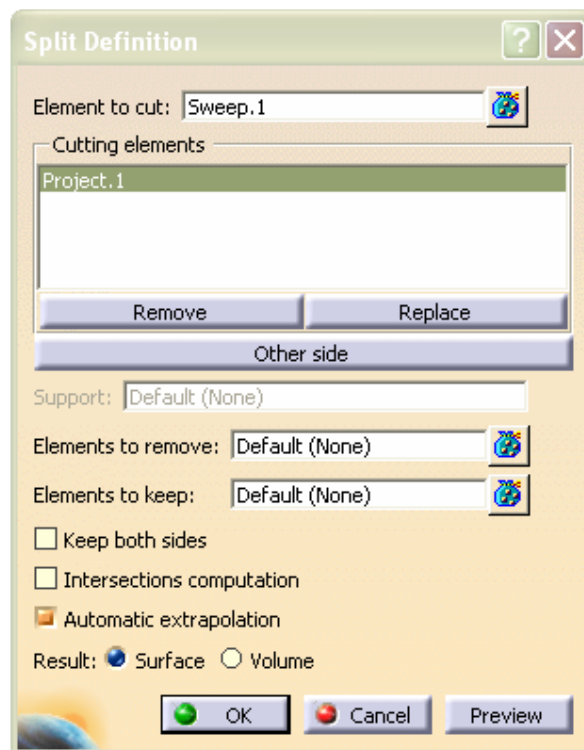 Split Definition
Element to cut: Sweep.1
Cutting elements
Project.1
Remove Replace
Other side
Support: Default (None)
Elements to remove: Default (None)
Elements to keep: Default (None)
Keep both sides
Intersections computation
Automatic extrapolation
Result: Surface Volume
OK Cancel Preview